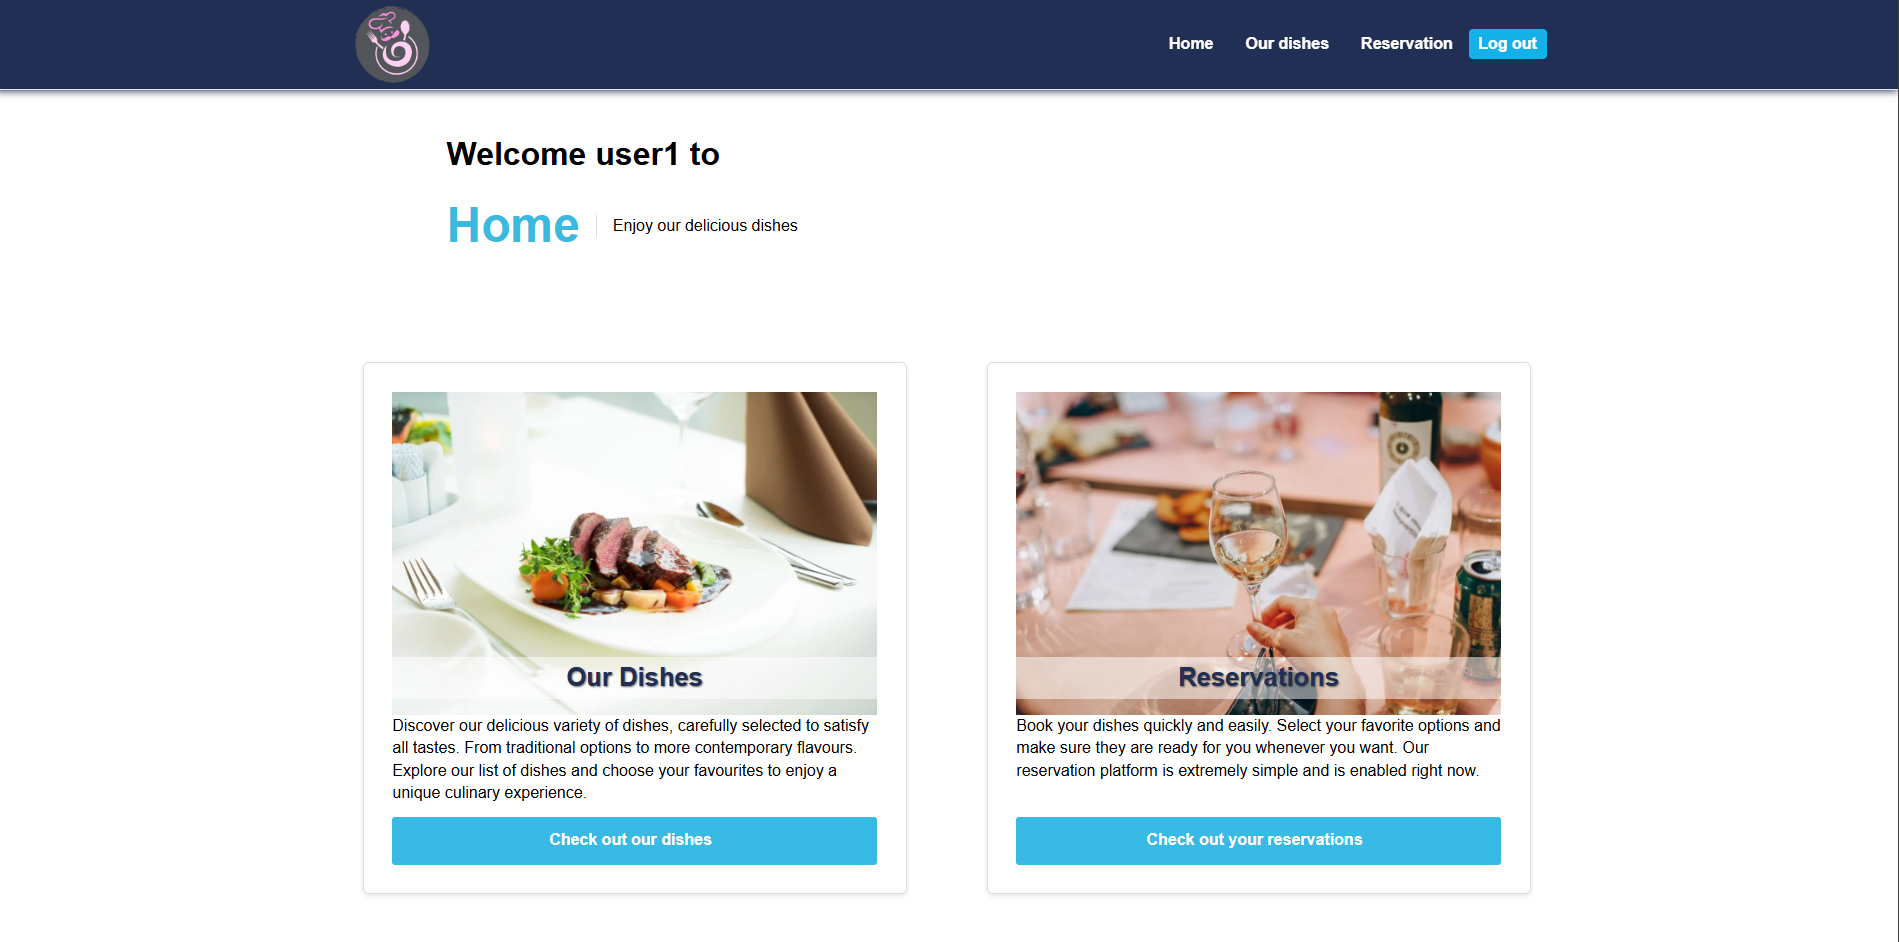 Home Our dishes Reservation Log out
Welcome user1 to
Home Enjoy our delicious dishes
Our Dishes
Discover our delicious variety of dishes, carefully selected to satisfy
all tastes. From traditional options to more contemporary flavours.
Explore our list of dishes and choose your favourites to enjoy a
unique culinary experience.
Check out our dishes
Reservations
Book your dishes quickly and easily. Select your favorite options and
make sure they are ready for you whenever you want. Our
reservation platform is extremely simple and is enabled right now.
Check out your reservations